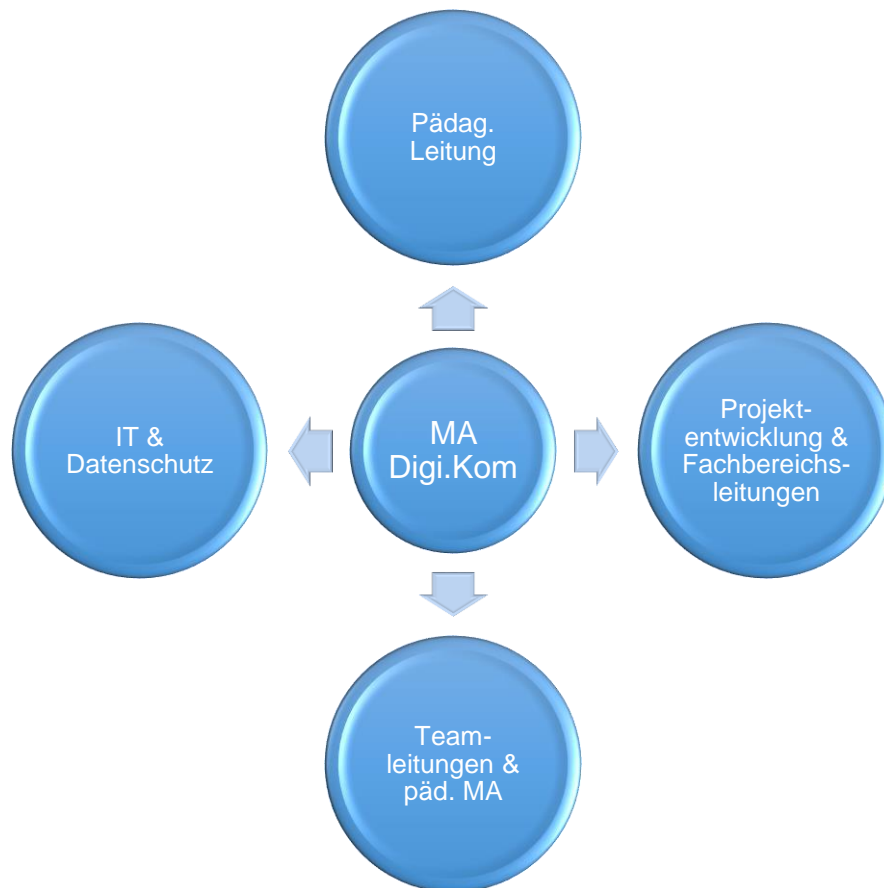 Pädag.
Leitung
IT &
Datenschutz
MA
Digi.Kom
Projekt-
entwicklung &
Fachbereichs-
leitungen
Team-
leitungen &
päd. MA